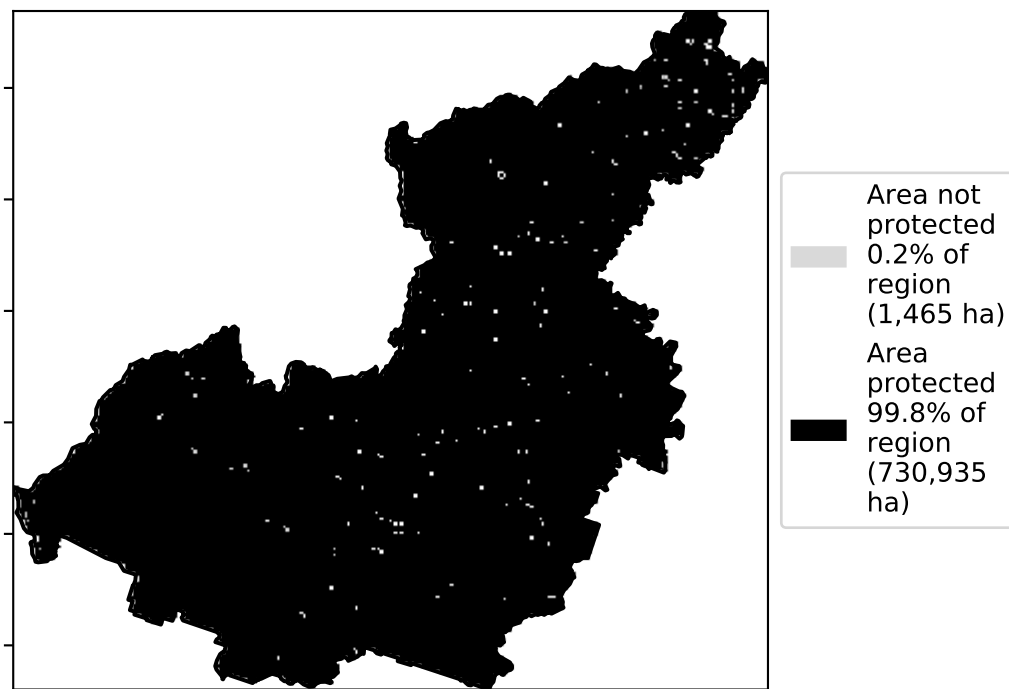 Area not
protected
0.2% of
region
(1,465 ha)
Area
protected
99.8% of
region
(730,935
ha)